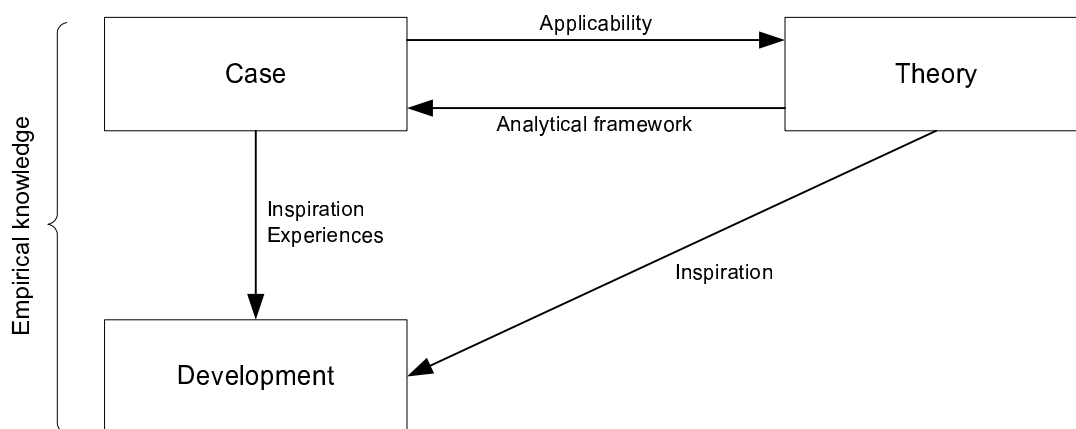 Applicability
Case
Theory
Analytical framework
Empirical knowledge
Inspiration
Experiences
Inspiration
Development